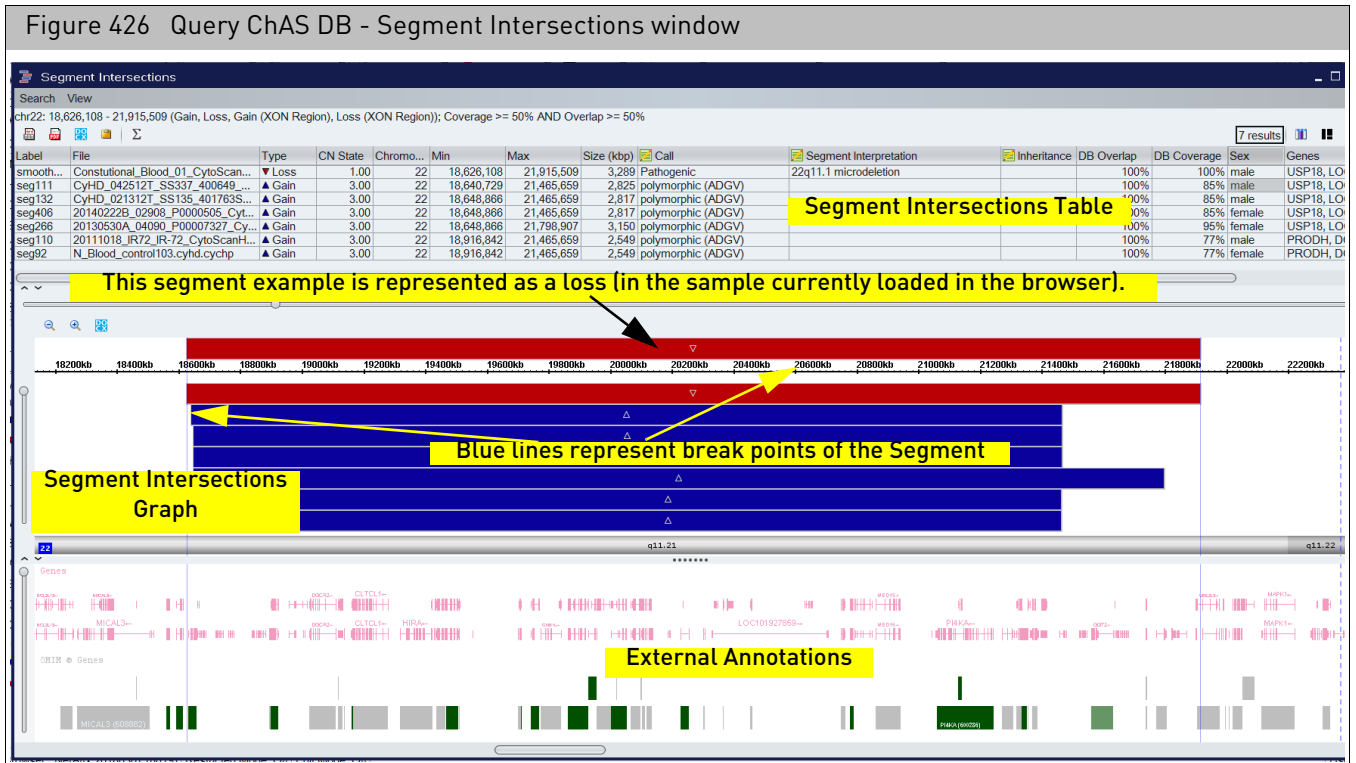 Figure 426 Query ChAS DB - Segment Intersections window
Segment Intersections
Search View
chr22: 18,626,108 - 21,915,509 (Gain, Loss, Gain (XON Region), Loss (XON Region)); Coverage >= 50% AND Overlap >= 50%
7 results
Label File Type CN State Chromo... Min Max Size (kbp) Call Segment Interpretation Inheritance DB Overlap DB Coverage Sex Genes
smooth... Constutional_Blood_01_CytoScan... Loss 1.00 22 18,626,108 21,915,509 3,289 Pathogenic 22q11.1 microdeletion 100% 100% male USP18, LO
seg111 CyHD_042512T_SS337_400649_... Gain 3.00 22 18,640,729 21,465,659 2,825 polymorphic (ADGV) 100% 85% male USP18, LO
seg132 CyHD_021312T_SS135_401763S... Gain 3.00 22 18,648,866 21,465,659 2,817 polymorphic (ADGV) 85% male USP18, LO
seg406 20140222B_02908_P0000505_Cyt... Gain 3.00 22 18,648,866 21,465,659 2,817 polymorphic (ADGV) 85% female USP18, LO
seg266 20130530A_04090_P00007327_Cy... Gain 3.00 22 18,648,866 21,798,907 3,150 polymorphic (ADGV) 100% 95% female USP18, LO
seg110 20111018_IR72_IR-72_CytoScanH... Gain 3.00 22 18,916,842 21,465,659 2,549 polymorphic (ADGV) 100% 77% male PRODH, D
seg92 N_Blood_control103.cyhd.cychp Gain 3.00 22 18,916,842 21,465,659 2,549 polymorphic (ADGV) 100% 77% female PRODH, D
Segment Intersections Table
This segment example is represented as a loss (in the sample currently loaded in the browser).
18200kb 18400kb 18600kb 18800kb 19000kb 19200kb 19400kb 19600kb 19800kb 20000kb 20200kb 20400kb 20600kb 20800kb 21000kb 21200kb 21400kb 21600kb 21800kb 22000kb 22200kb
Blue lines represent break points of the Segment
Segment Intersections
Graph
22 q11.21 q11.22
Genes
CLTCL1
MICAL3 CLTCL1 HIRA LOC101927859 PI4KA MAPK1
External Annotations
OMIM ® Genes
MICAL3 (608882) PI4KA (600286)